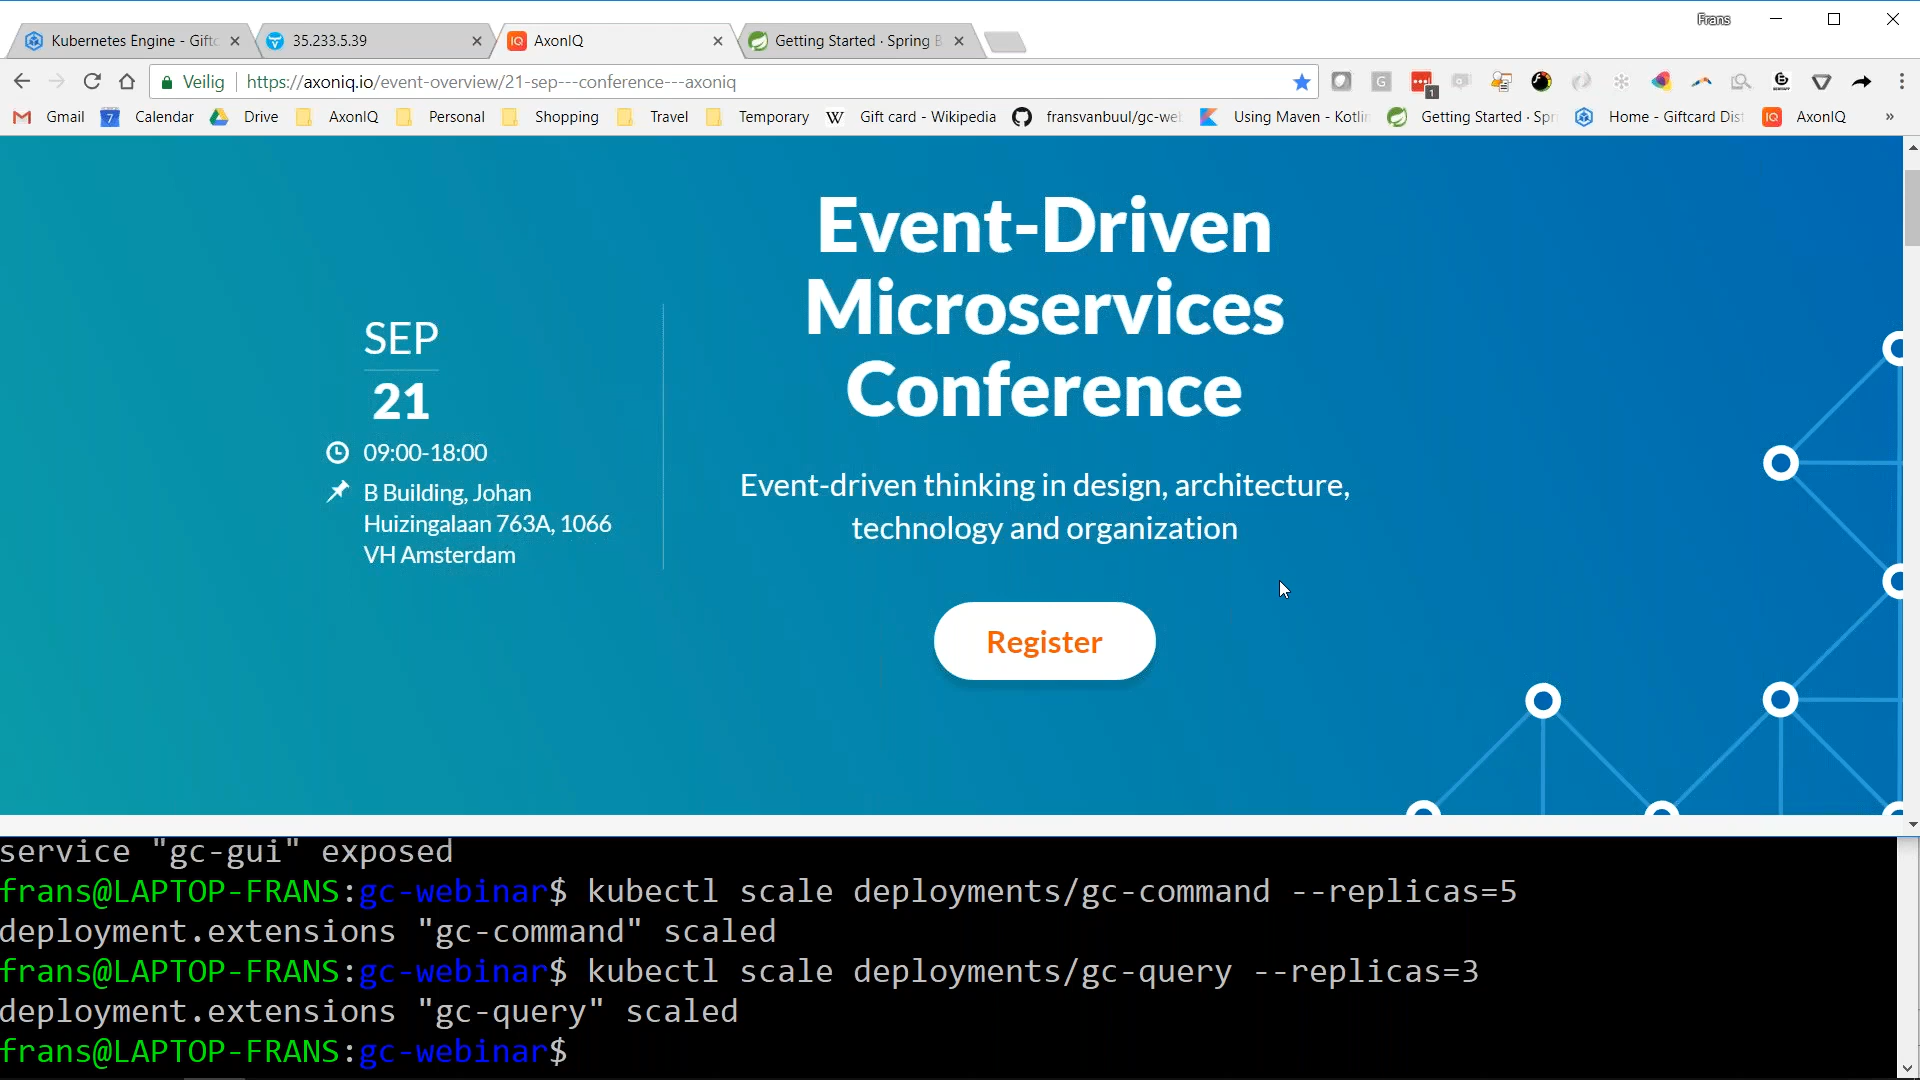 Frans
Kubernetes Engine - Giftc
35.233.5.39
IQ AxonIQ
Getting Started · Spring B
Veilig https://axoniq.io/event-overview/21-sep---conference---axoniq
1
Gmail 7 Calendar Drive AxonIQ Personal Shopping Travel Temporary W Gift card - Wikipedia fransvanbuul/gc-we Using Maven - Kotli Getting Started · Spr Home - Giftcard Dist IQ AxonIQ »
Event-Driven
Microservices
Conference
SEP
21
09:00-18:00
B Building, Johan
Huizingalaan 763A, 1066
VH Amsterdam
Event-driven thinking in design, architecture,
technology and organization
Register
service "gc-gui" exposed
frans@LAPTOP-FRANS:gc-webinar$ kubectl scale deployments/gc-command --replicas=5
deployment.extensions "gc-command" scaled
frans@LAPTOP-FRANS:gc-webinar$ kubectl scale deployments/gc-query --replicas=3
deployment.extensions "gc-query" scaled
frans@LAPTOP-FRANS:gc-webinar$